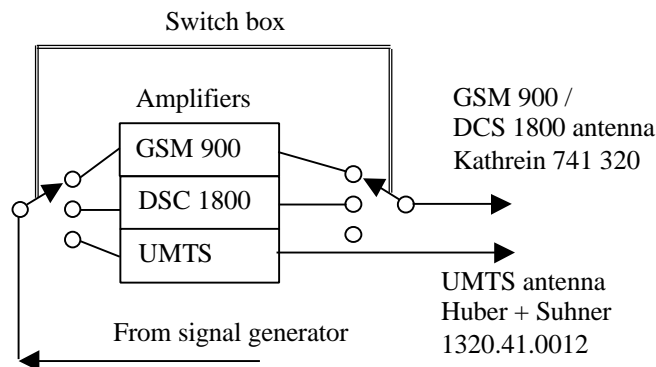 Switch box
Amplifiers
GSM 900
DSC 1800
UMTS
GSM 900 /
DCS 1800 antenna
Kathrein 741 320
UMTS antenna
Huber + Suhner
1320.41.0012
From signal generator